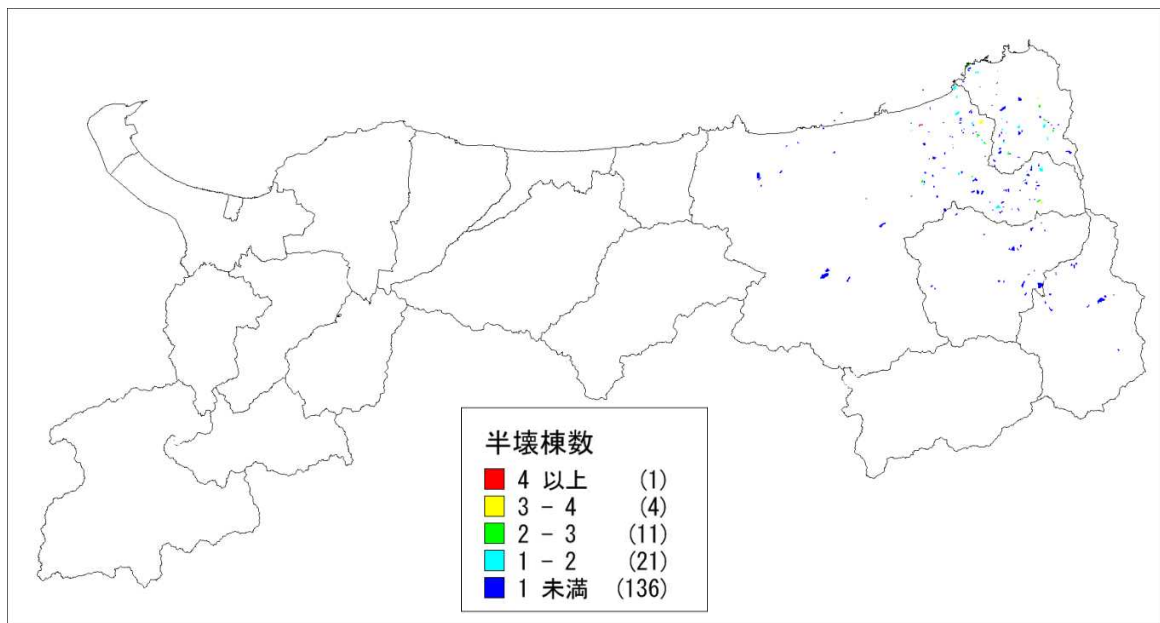 半壊棟数
4 以上 (1)
3 - 4 (4)
2 - 3 (11)
1 - 2 (21)
1 未満 (136)